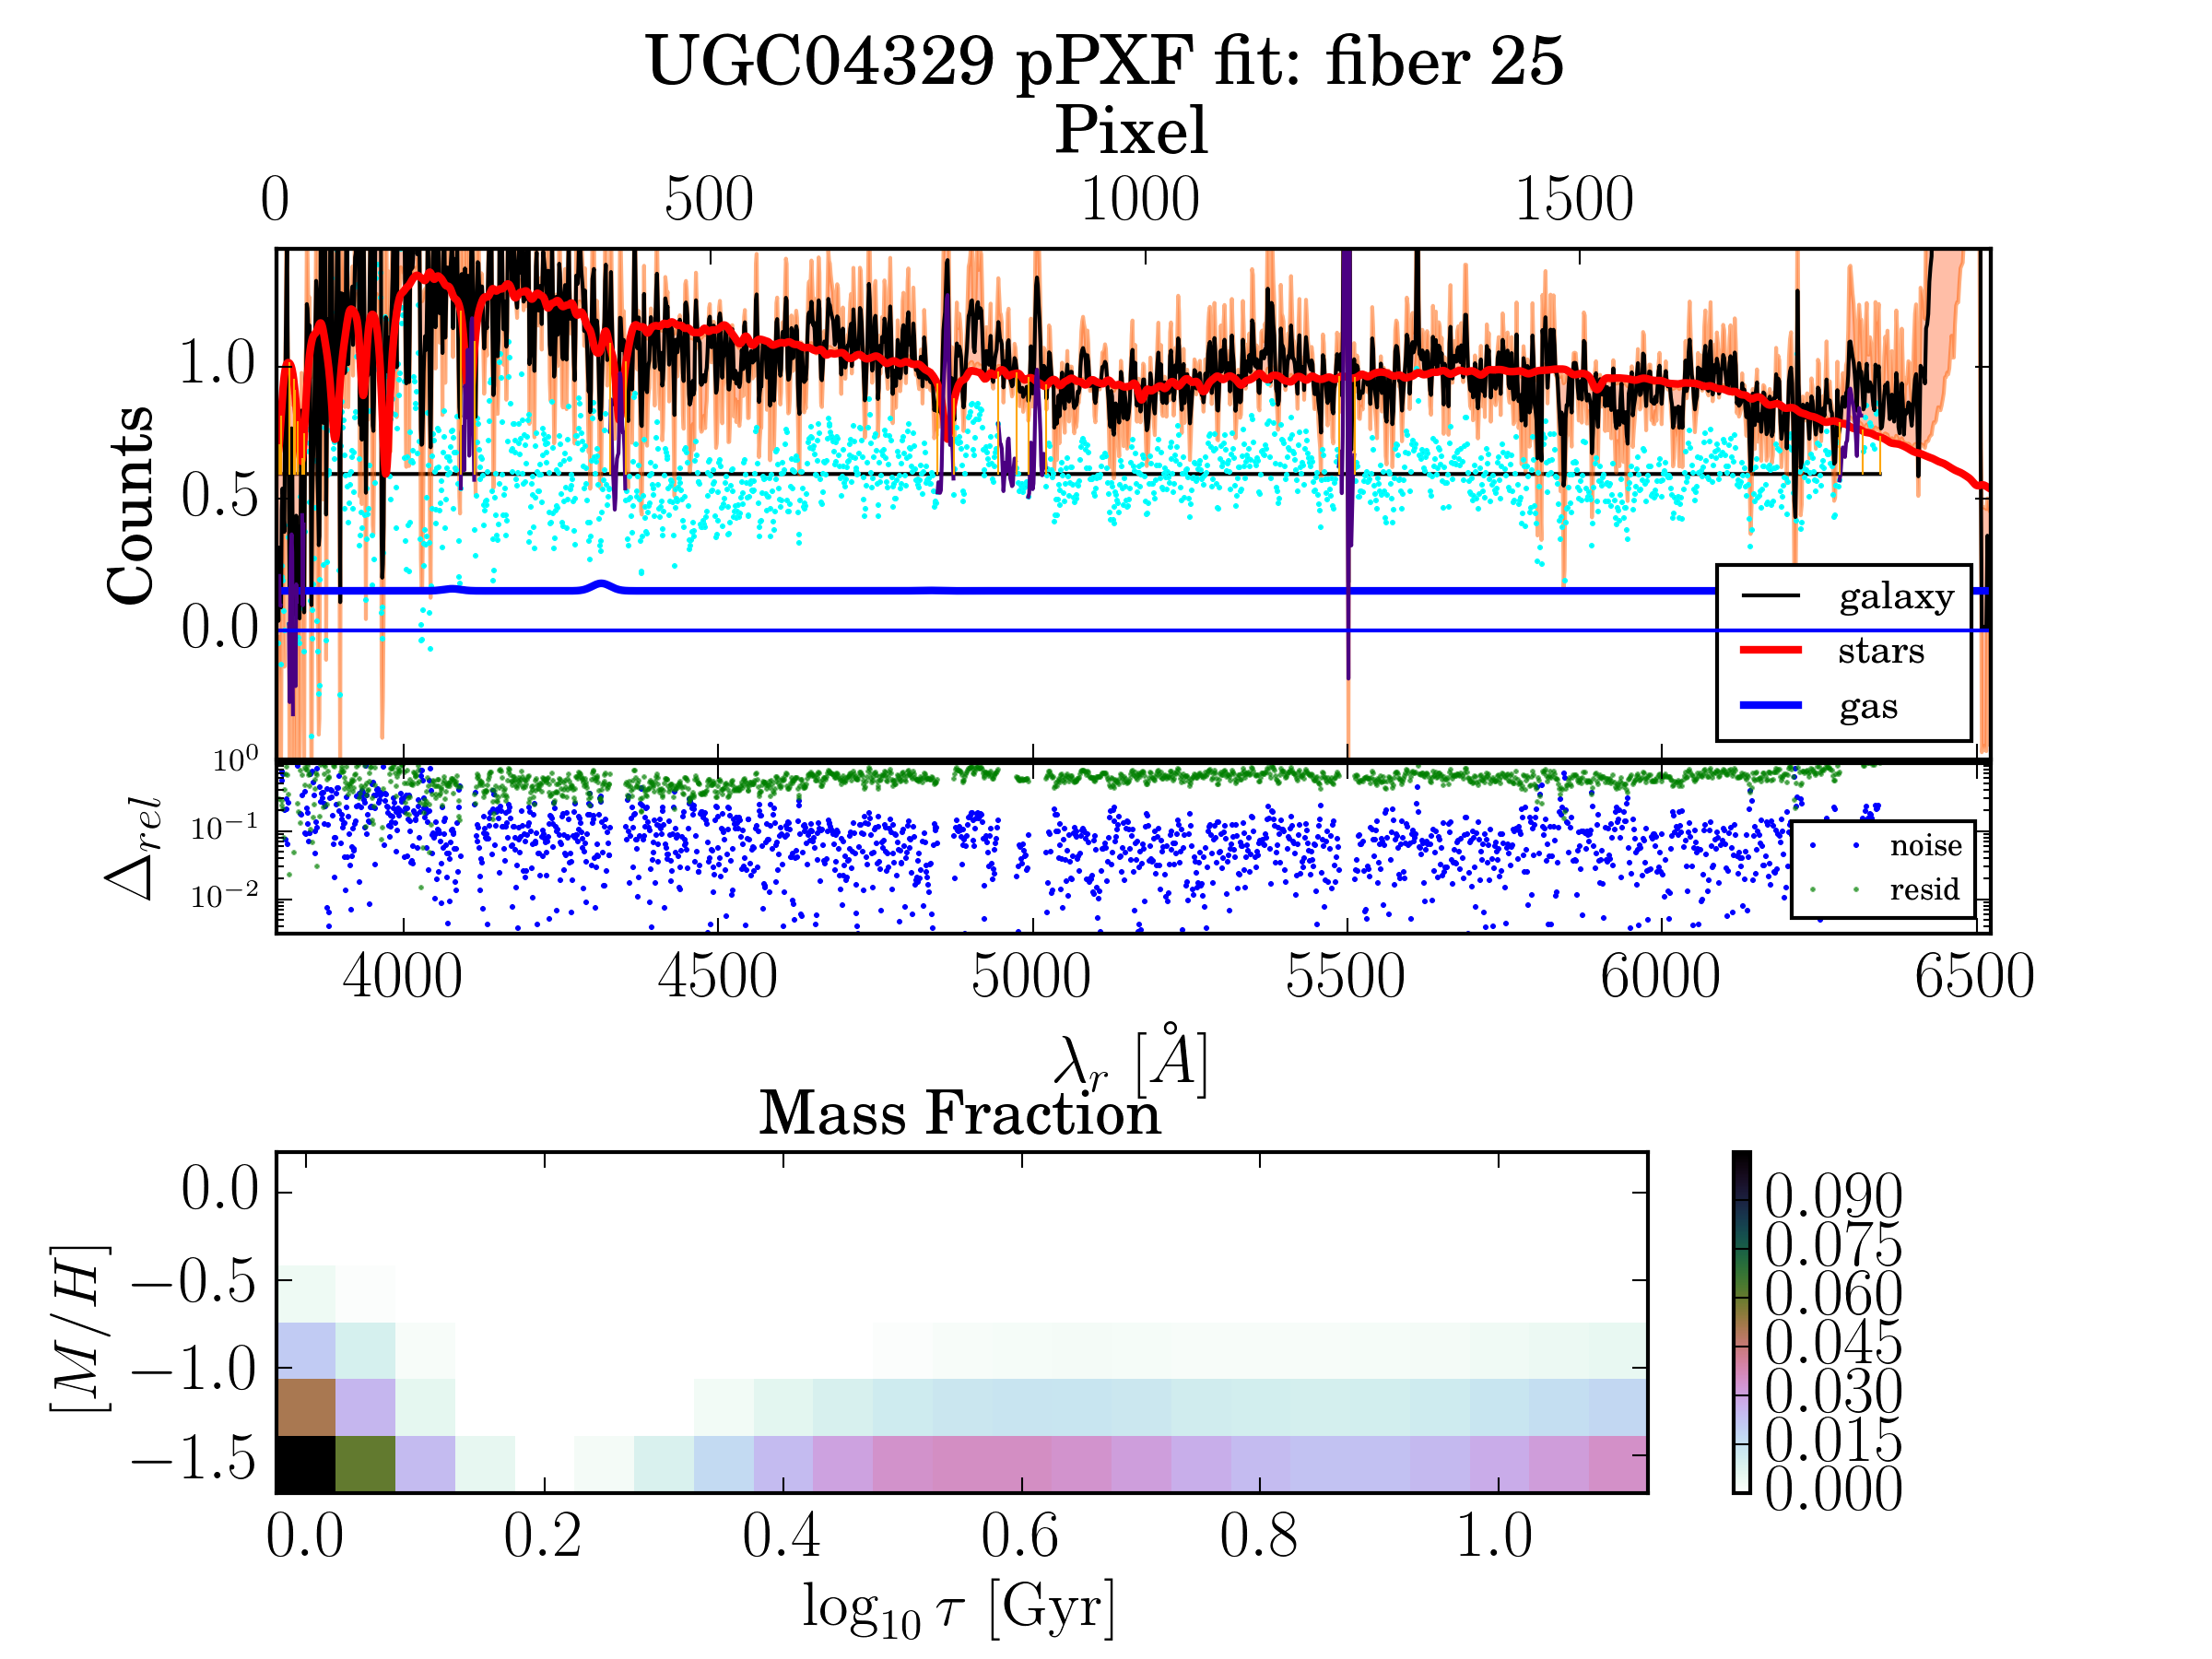 UGC04329 pPXF fit: fiber 25
Pixel
0 500 1000 1500
Counts
1.0
0.5
0.0
galaxy
stars
gas
Δ_rel
10^0
10^-1
10^-2
noise
resid
4000 4500 5000 5500 6000 6500
λ_r [Å]
Mass Fraction
[M/H]
0.0
−0.5
−1.0
−1.5
0.0 0.2 0.4 0.6 0.8 1.0
log_10 τ [Gyr]
0.090
0.075
0.060
0.045
0.030
0.015
0.000